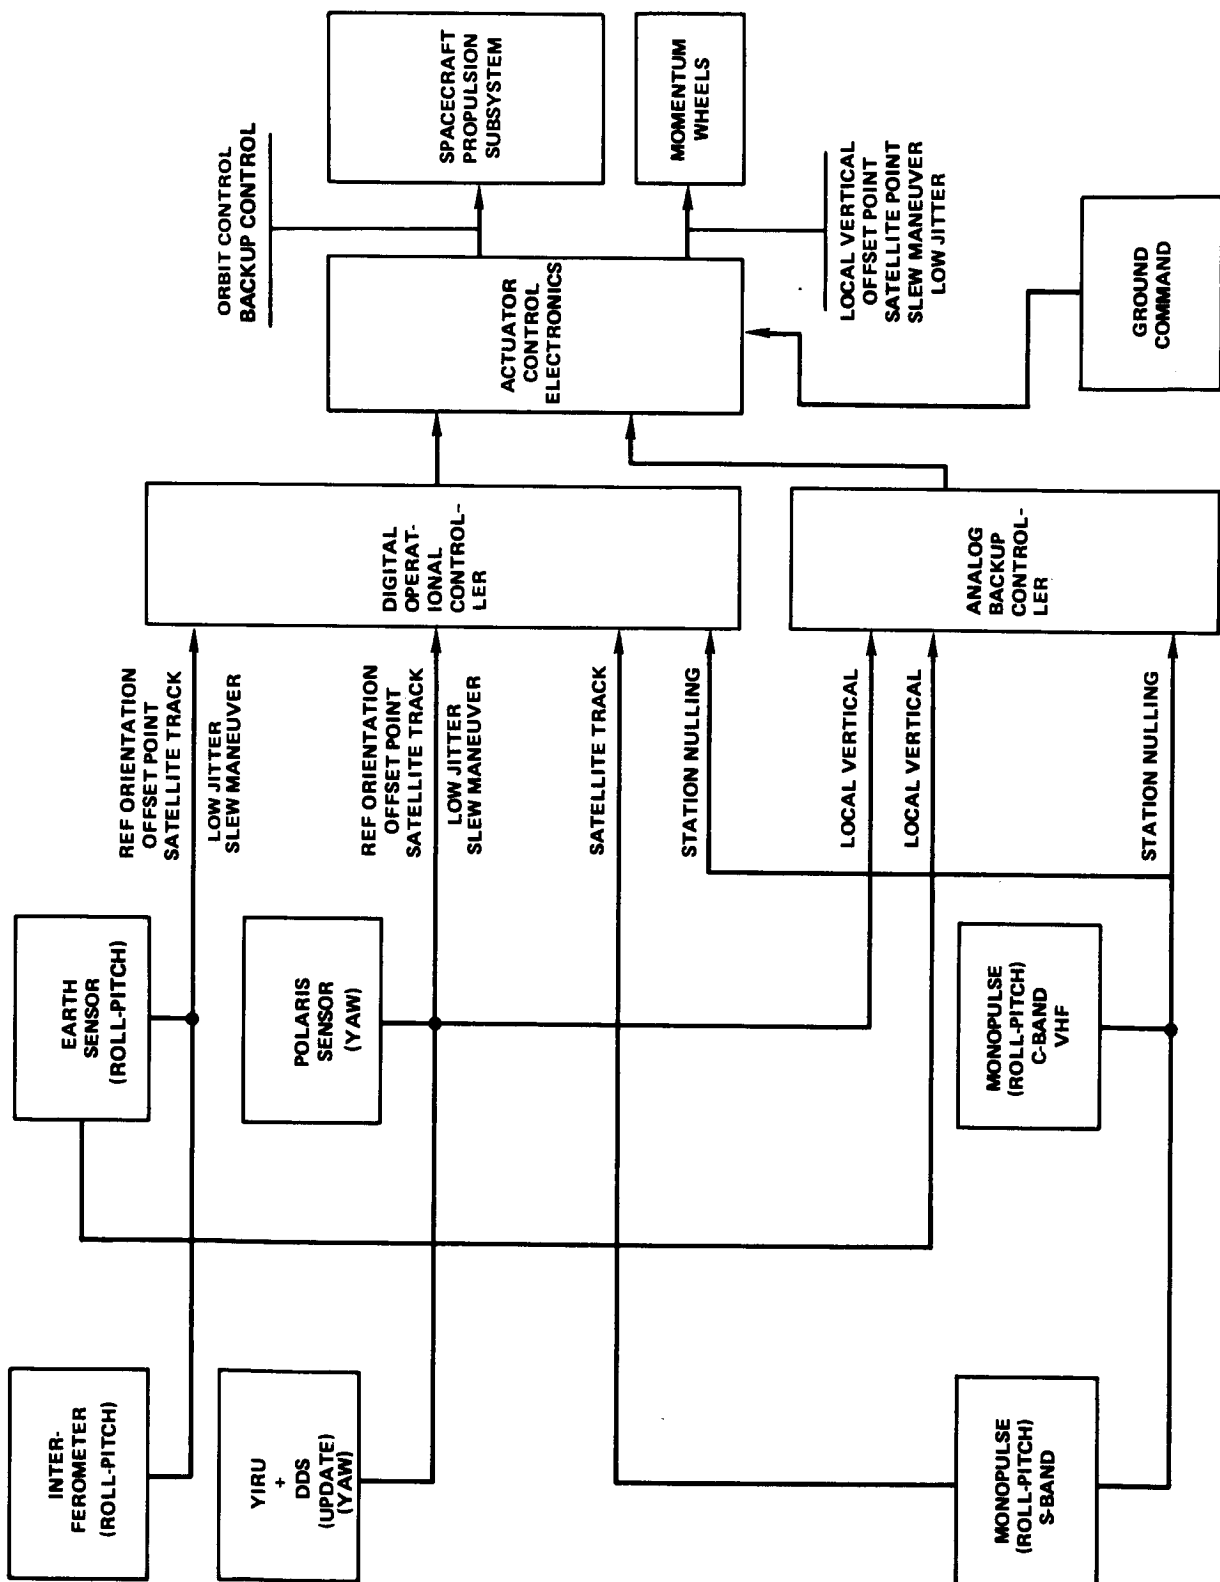 INTER-
FEROMETER
(ROLL-PITCH)
EARTH
SENSOR
(ROLL-PITCH)
REF ORIENTATION
OFFSET POINT
SATELLITE TRACK
LOW JITTER
SLEW MANEUVER
YIRU
+
DDS
(UPDATE)
(YAW)
POLARIS
SENSOR
(YAW)
REF ORIENTATION
OFFSET POINT
SATELLITE TRACK
LOW JITTER
SLEW MANEUVER
SATELLITE TRACK
STATION NULLING
LOCAL VERTICAL
LOCAL VERTICAL
STATION NULLING
MONOPULSE
(ROLL-PITCH)
S-BAND
MONOPULSE
(ROLL-PITCH)
C-BAND
VHF
DIGITAL
OPERAT-
IONAL
CONTROL-
LER
ANALOG
BACKUP
CONTROL-
LER
ACTUATOR
CONTROL
ELECTRONICS
ORBIT CONTROL
BACKUP CONTROL
SPACECRAFT
PROPULSION
SUBSYSTEM
MOMENTUM
WHEELS
LOCAL VERTICAL
OFFSET POINT
SATELLITE POINT
SLEW MANEUVER
LOW JITTER
GROUND
COMMAND